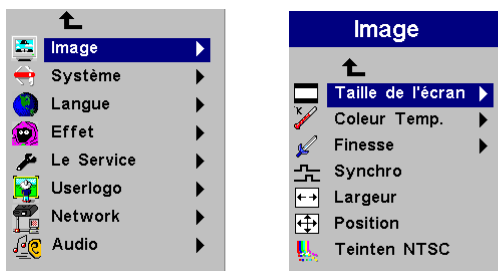 Image
Système
Langue
Effet
Le Service
Userlogo
Network
Audio
Image
Taille de l'écran
K
Coleur Temp.
Finesse
Synchro
Largeur
Position
Teinten NTSC